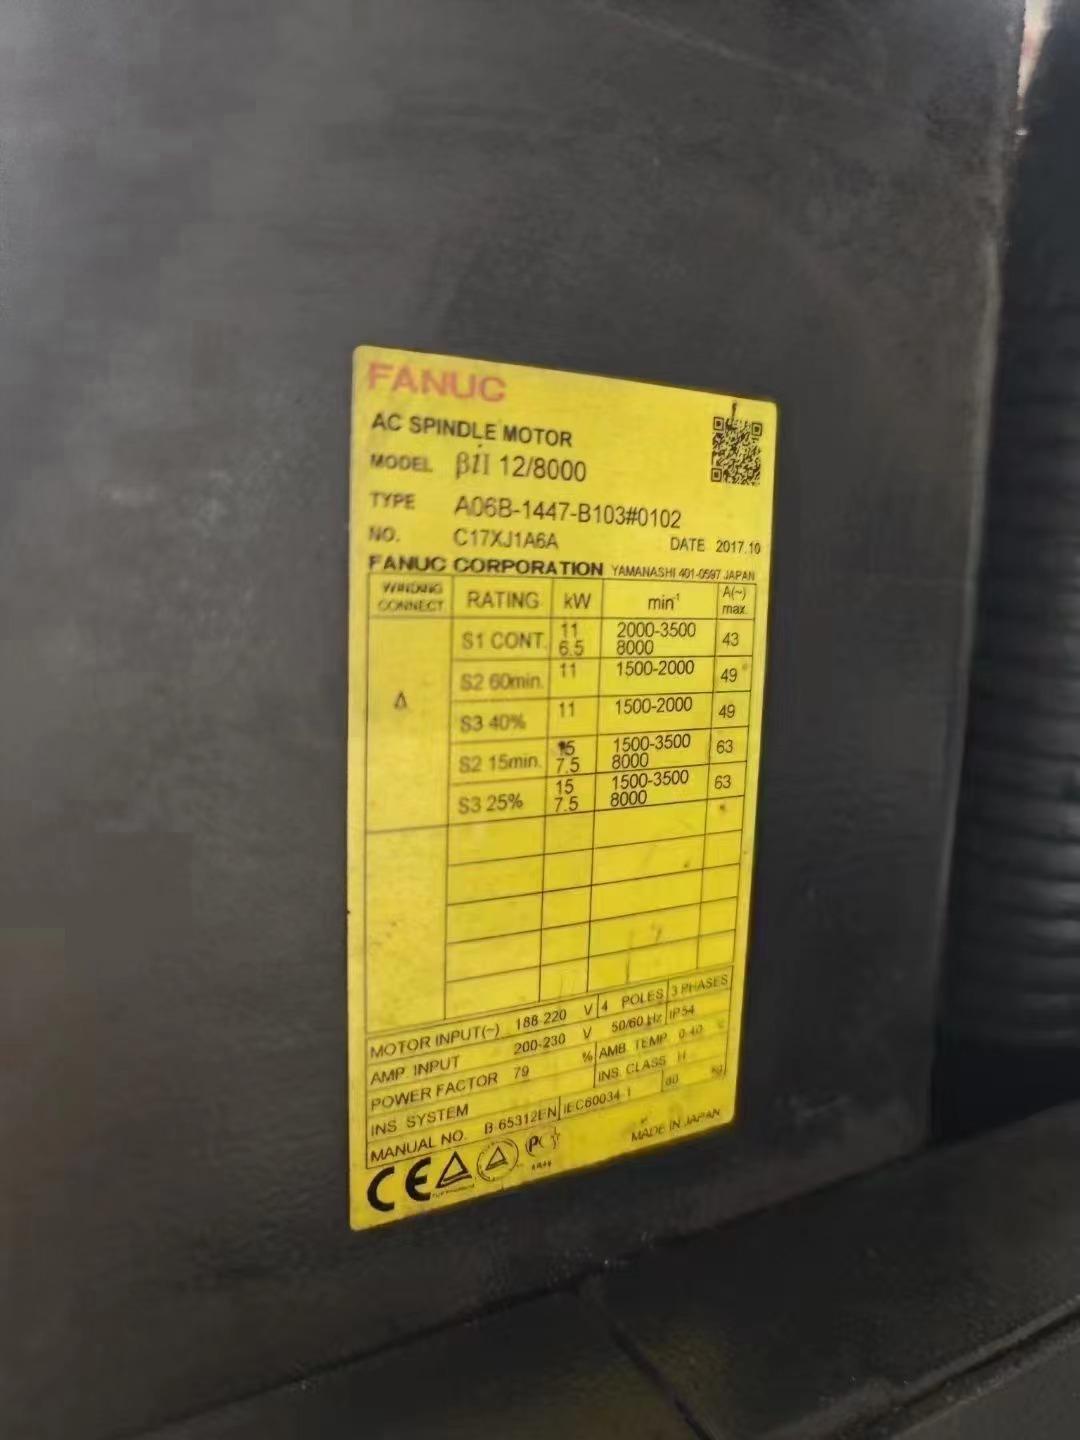 FANUC
AC SPINDLE MOTOR
MODEL βiI 12/8000
TYPE A06B-1447-B103#0102
NO. C17XJ1A6A DATE 2017.10
FANUC CORPORATION YAMANASHI 401-0597 JAPAN
WINDING CONNECT RATING kW min⁻¹ A(~) max.
Δ
S1 CONT. 11 2000-3500 43
6.5 8000
S2 60min. 11 1500-2000 49
S3 40% 11 1500-2000 49
S2 15min. 15 1500-3500 63
7.5 8000
S3 25% 15 1500-3500 63
7.5 8000
MOTOR INPUT(~) 188-220 V 4 POLES 3 PHASES
AMP. INPUT 200-230 V 50/60 Hz IP54
POWER FACTOR 79 % AMB. TEMP. 0-40 °C
INS. SYSTEM INS. CLASS H
MANUAL NO. B-65312EN IEC60034-1 kg
CE
MADE IN JAPAN